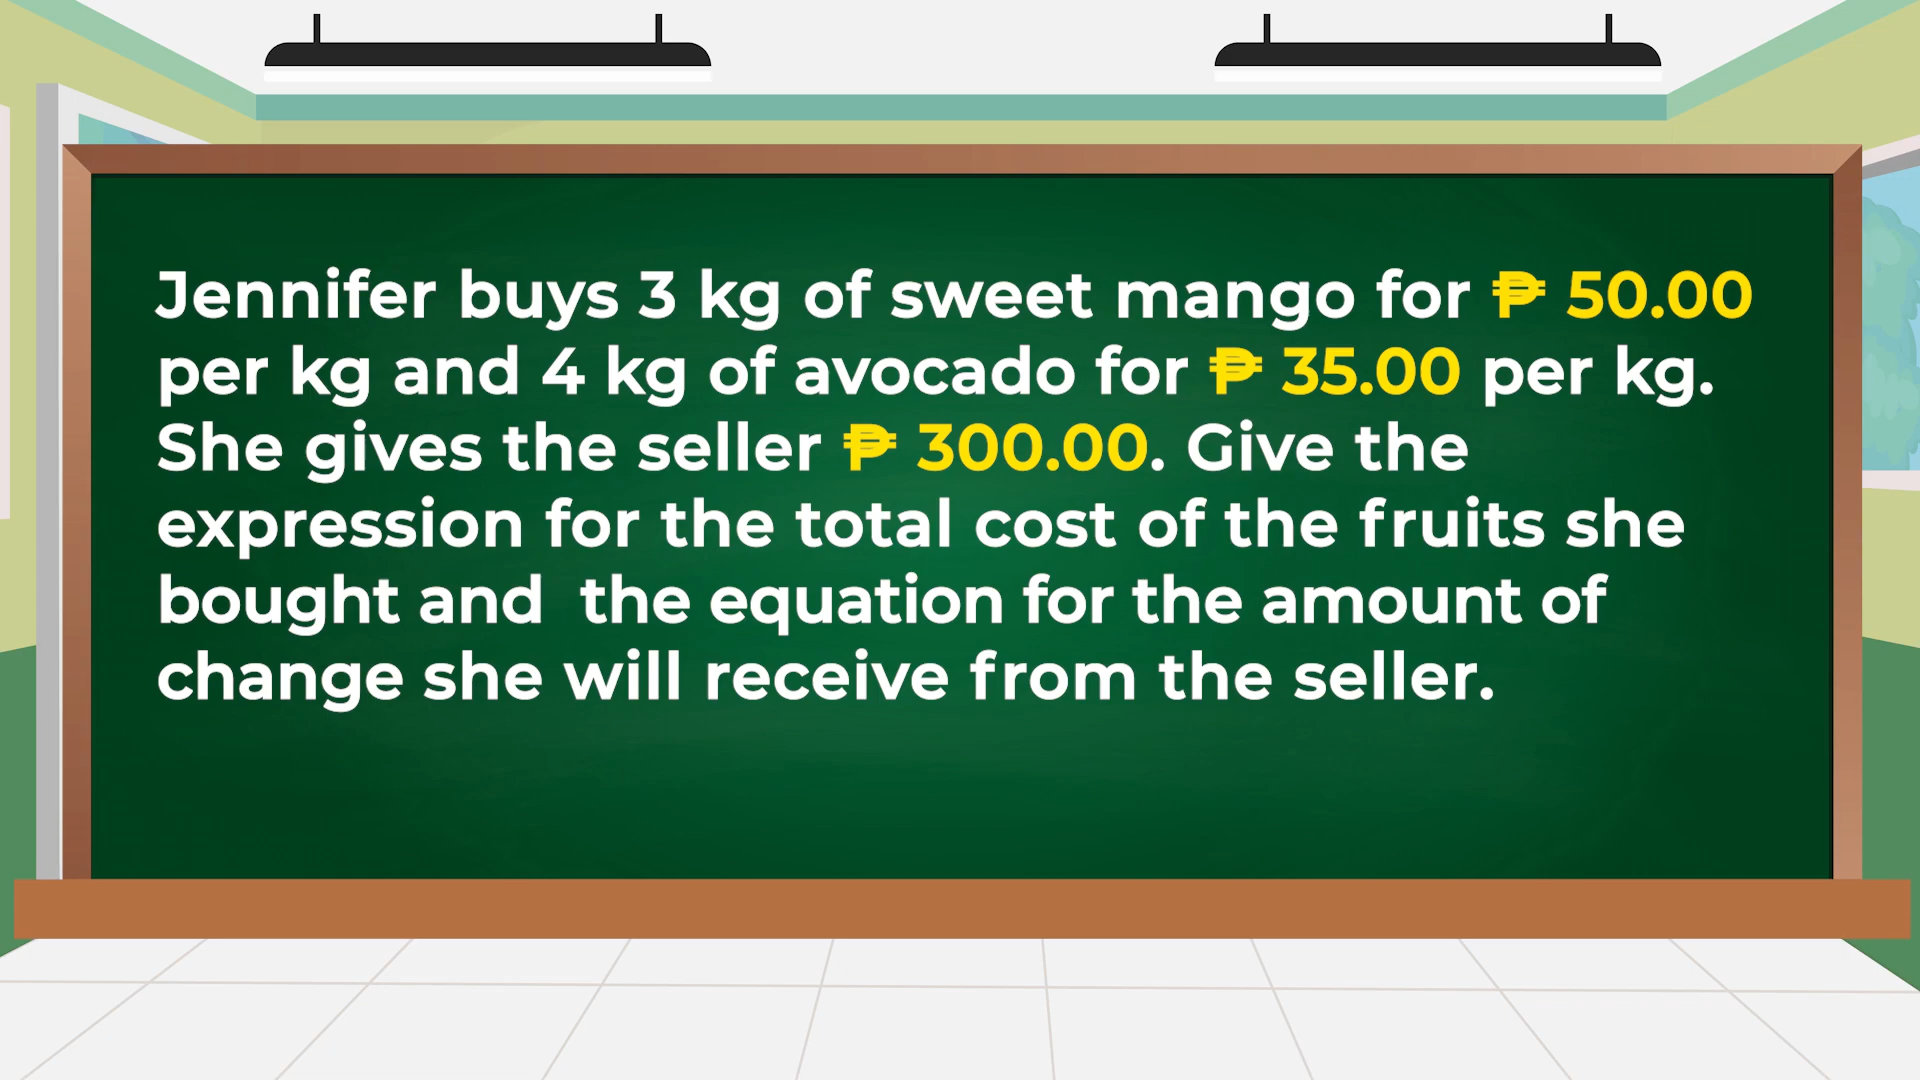 Jennifer buys 3 kg of sweet mango for ₱ 50.00
per kg and 4 kg of avocado for ₱ 35.00 per kg.
She gives the seller ₱ 300.00. Give the
expression for the total cost of the fruits she
bought and  the equation for the amount of
change she will receive from the seller.